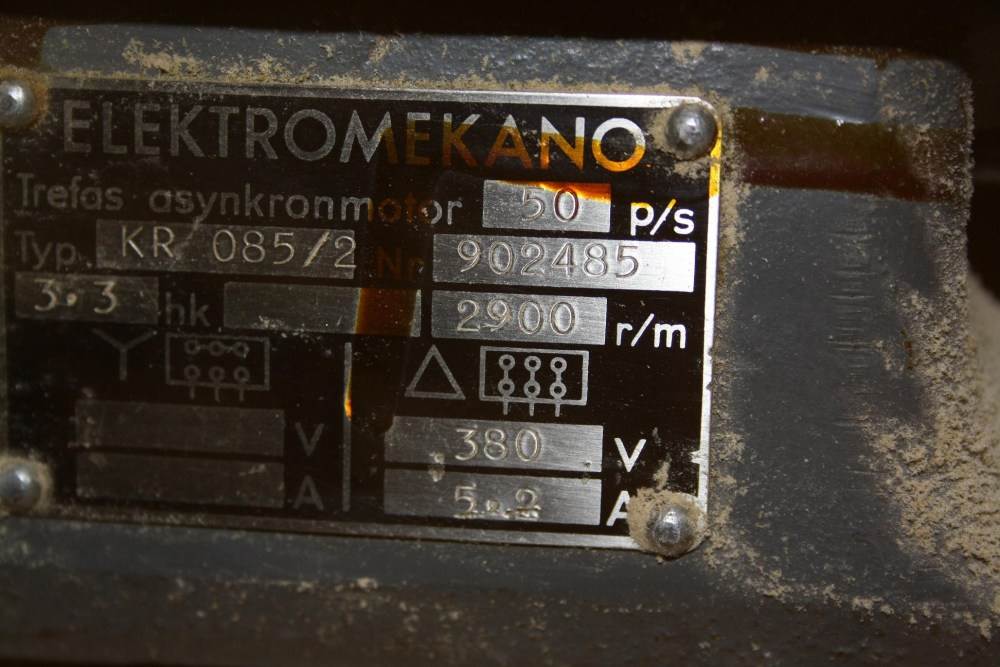 ELEKTROMEKANO
Trefas asynkronmotor 50 p/s
Typ. KR 085/2 Nr 902485
3.3 hk 2900 r/m
V 380 V
A 5.2 A